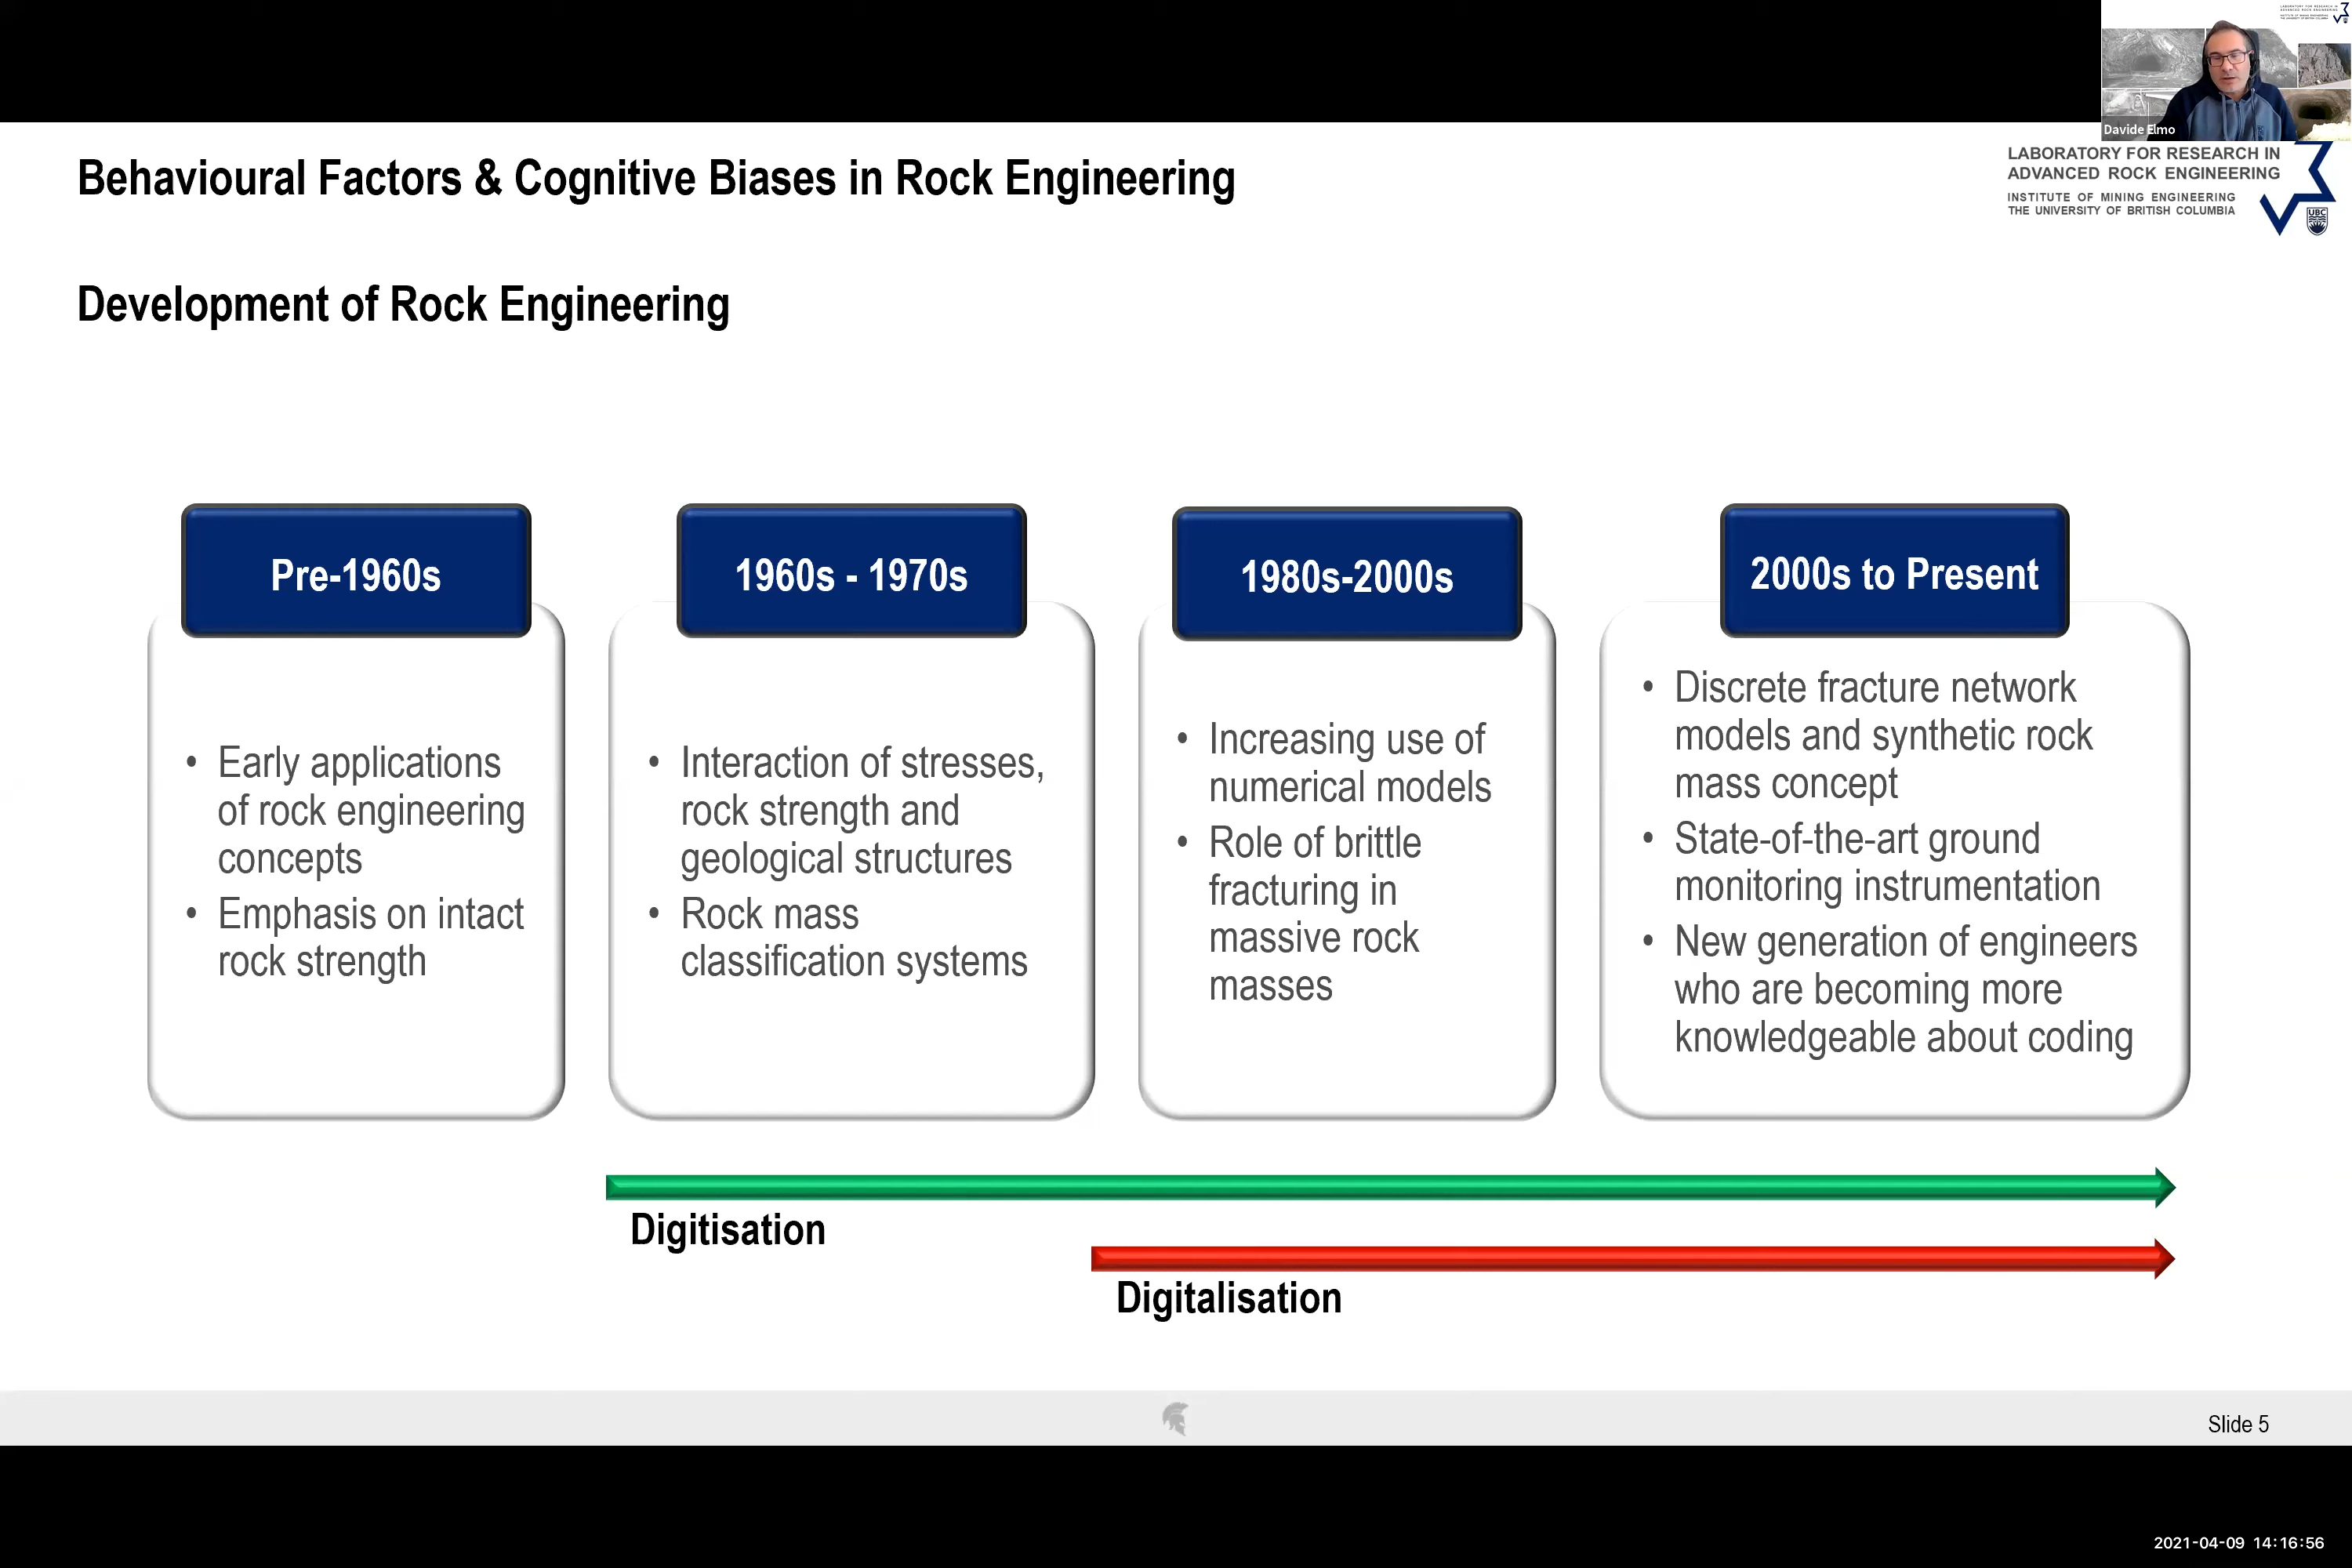 Davide Elmo
Behavioural Factors & Cognitive Biases in Rock Engineering
LABORATORY FOR RESEARCH IN
ADVANCED ROCK ENGINEERING
INSTITUTE OF MINING ENGINEERING
THE UNIVERSITY OF BRITISH COLUMBIA
UBC
Development of Rock Engineering
Pre-1960s
• Early applications
of rock engineering
concepts
• Emphasis on intact
rock strength
1960s - 1970s
• Interaction of stresses,
rock strength and
geological structures
• Rock mass
classification systems
1980s-2000s
• Increasing use of
numerical models
• Role of brittle
fracturing in
massive rock
masses
2000s to Present
• Discrete fracture network
models and synthetic rock
mass concept
• State-of-the-art ground
monitoring instrumentation
• New generation of engineers
who are becoming more
knowledgeable about coding
Digitisation
Digitalisation
Slide 5
2021-04-09 14:16:56